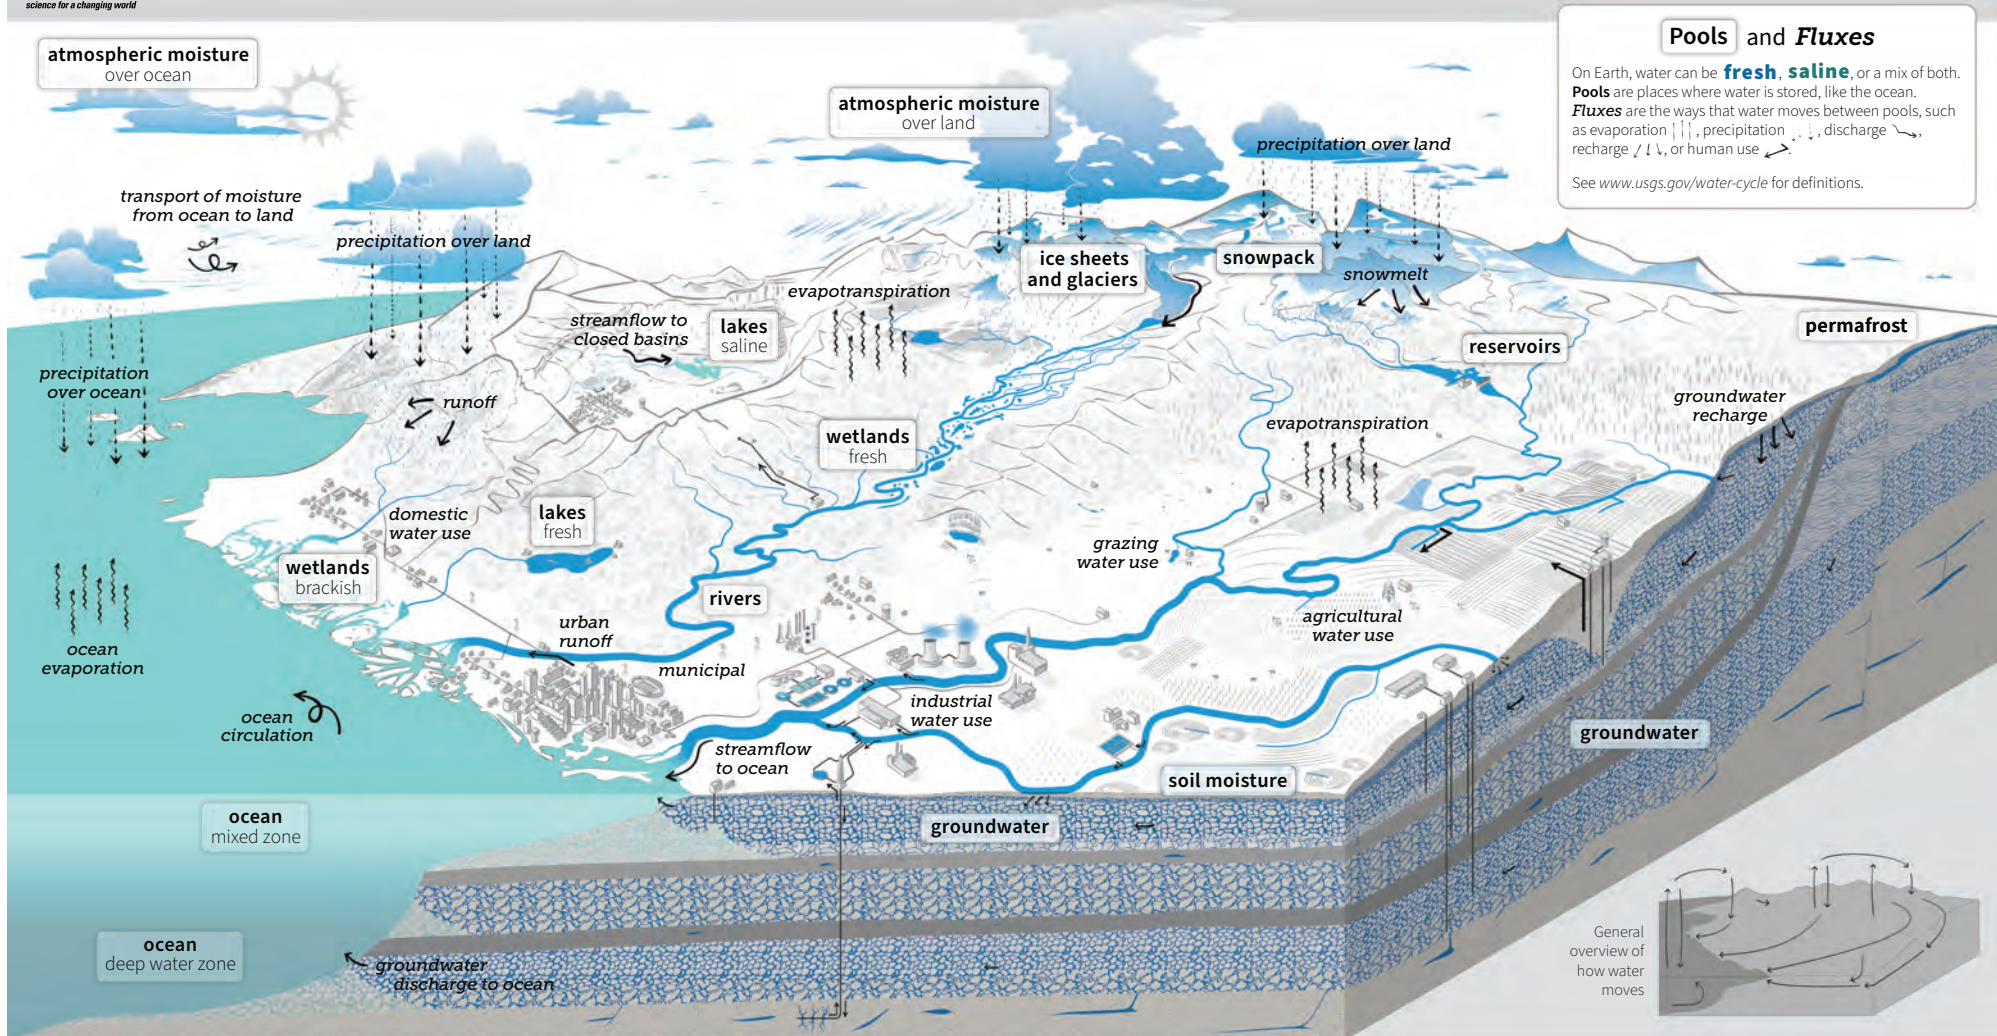 science for a changing world
atmospheric moisture
over ocean
atmospheric moisture
over land
Pools and Fluxes
On Earth, water can be fresh, saline, or a mix of both.
Pools are places where water is stored, like the ocean.
Fluxes are the ways that water moves between pools, such
as evaporation , precipitation , discharge ,
recharge , or human use .
See www.usgs.gov/water-cycle for definitions.
precipitation over land
transport of moisture
from ocean to land
precipitation over land
ice sheets
and glaciers
snowpack
snowmelt
evapotranspiration
streamflow to
closed basins
lakes
saline
permafrost
reservoirs
precipitation
over ocean
runoff
groundwater
recharge
evapotranspiration
wetlands
fresh
domestic
water use
lakes
fresh
grazing
water use
wetlands
brackish
rivers
urban
runoff
agricultural
water use
ocean
evaporation
municipal
industrial
water use
ocean
circulation
streamflow
to ocean
groundwater
soil moisture
ocean
mixed zone
groundwater
ocean
deep water zone
groundwater
discharge to ocean
General
overview of
how water
moves